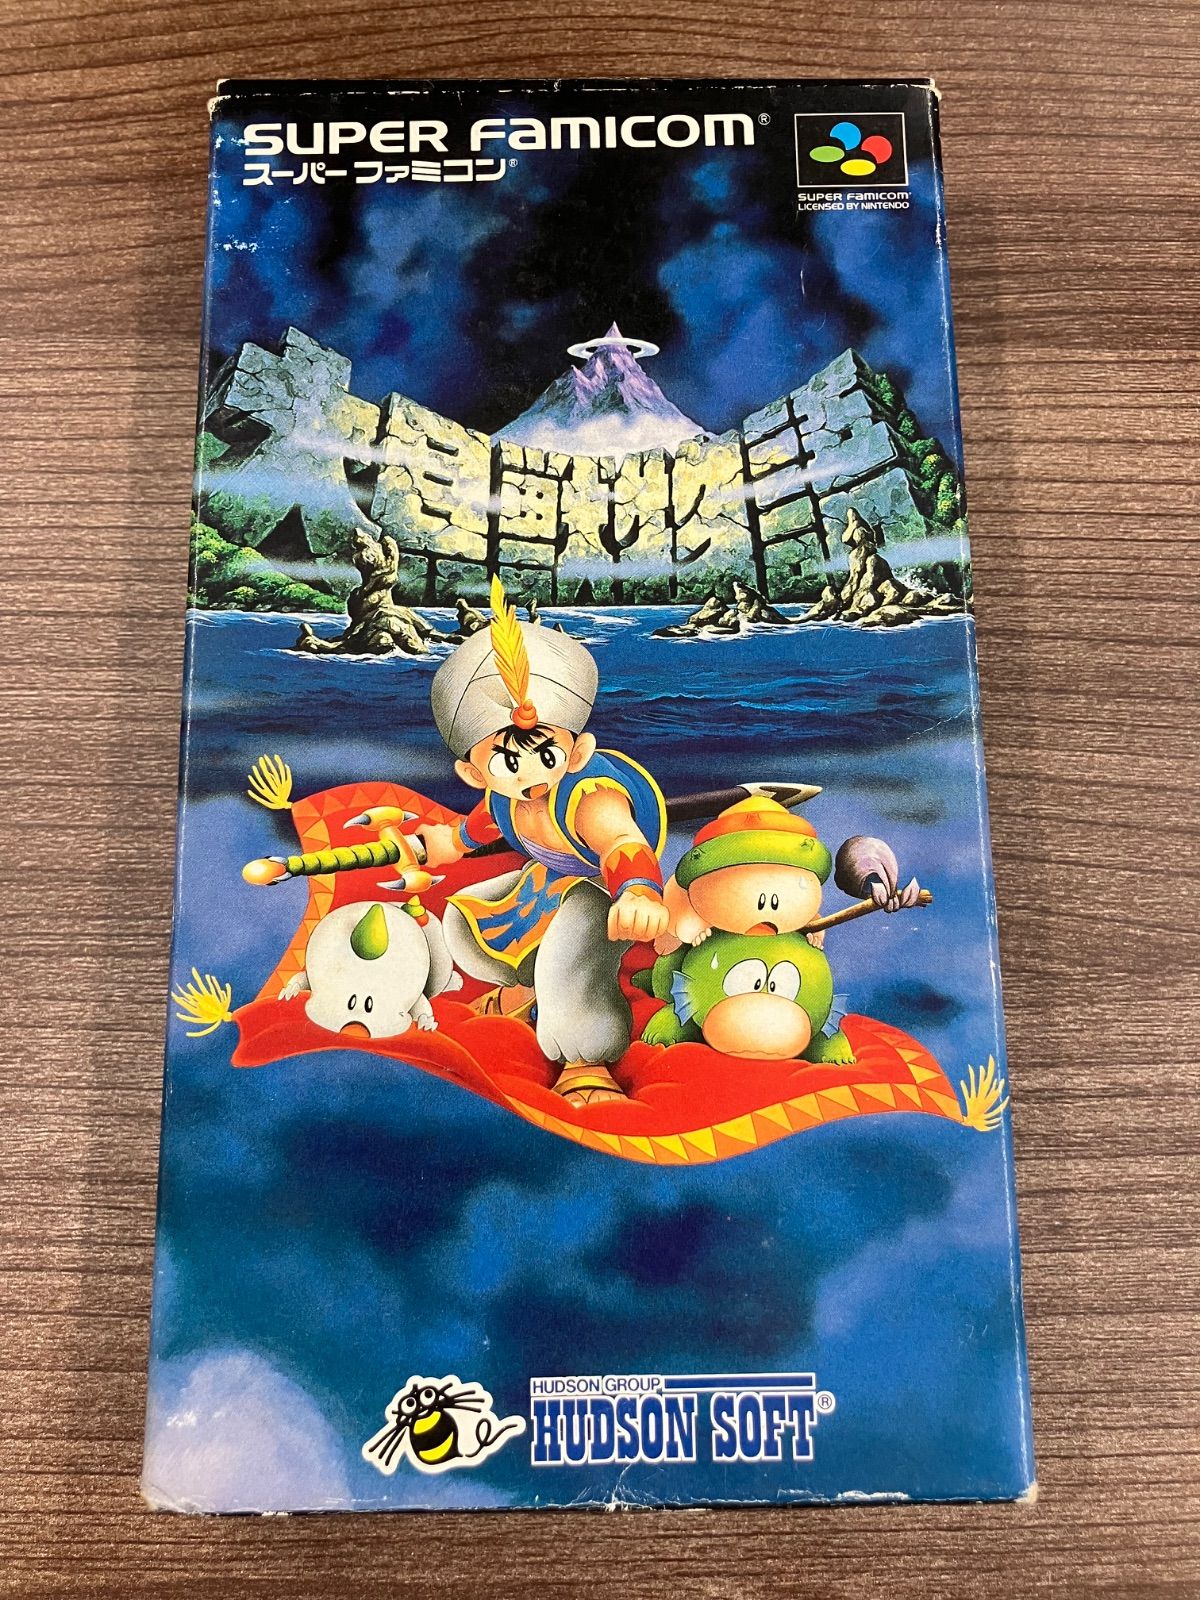 SUPER Famicom®
スーパーファミコン®
SUPER Famicom
LICENSED BY NINTENDO
大貝獣物語
HUDSON GROUP
HUDSON SOFT®